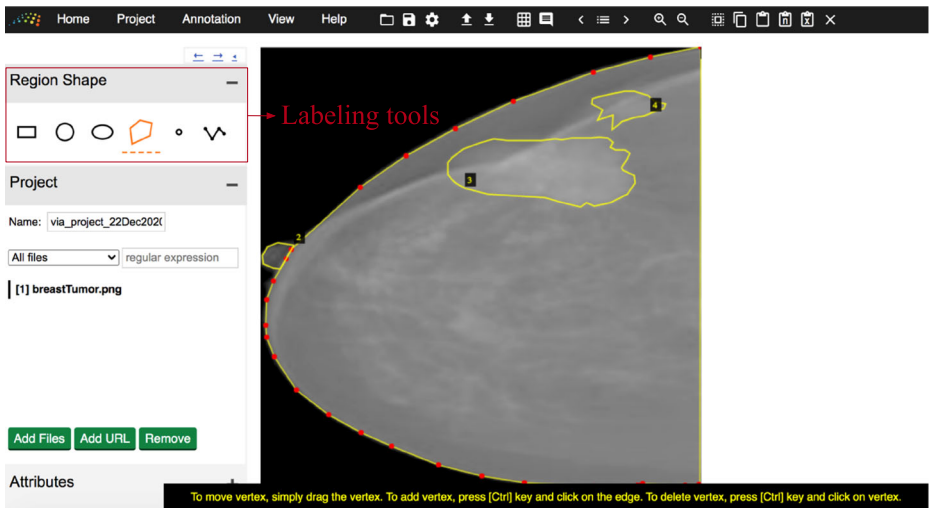 Home Project Annotation View Help
Region Shape
Labeling tools
4
3
Project
Name: via_project_22Dec202
2
All files regular expression
[1] breastTumor.png
Add Files Add URL Remove
Attributes
To move vertex, simply drag the vertex. To add vertex, press [Ctrl] key and click on the edge. To delete vertex, press [Ctrl] key and click on vertex.